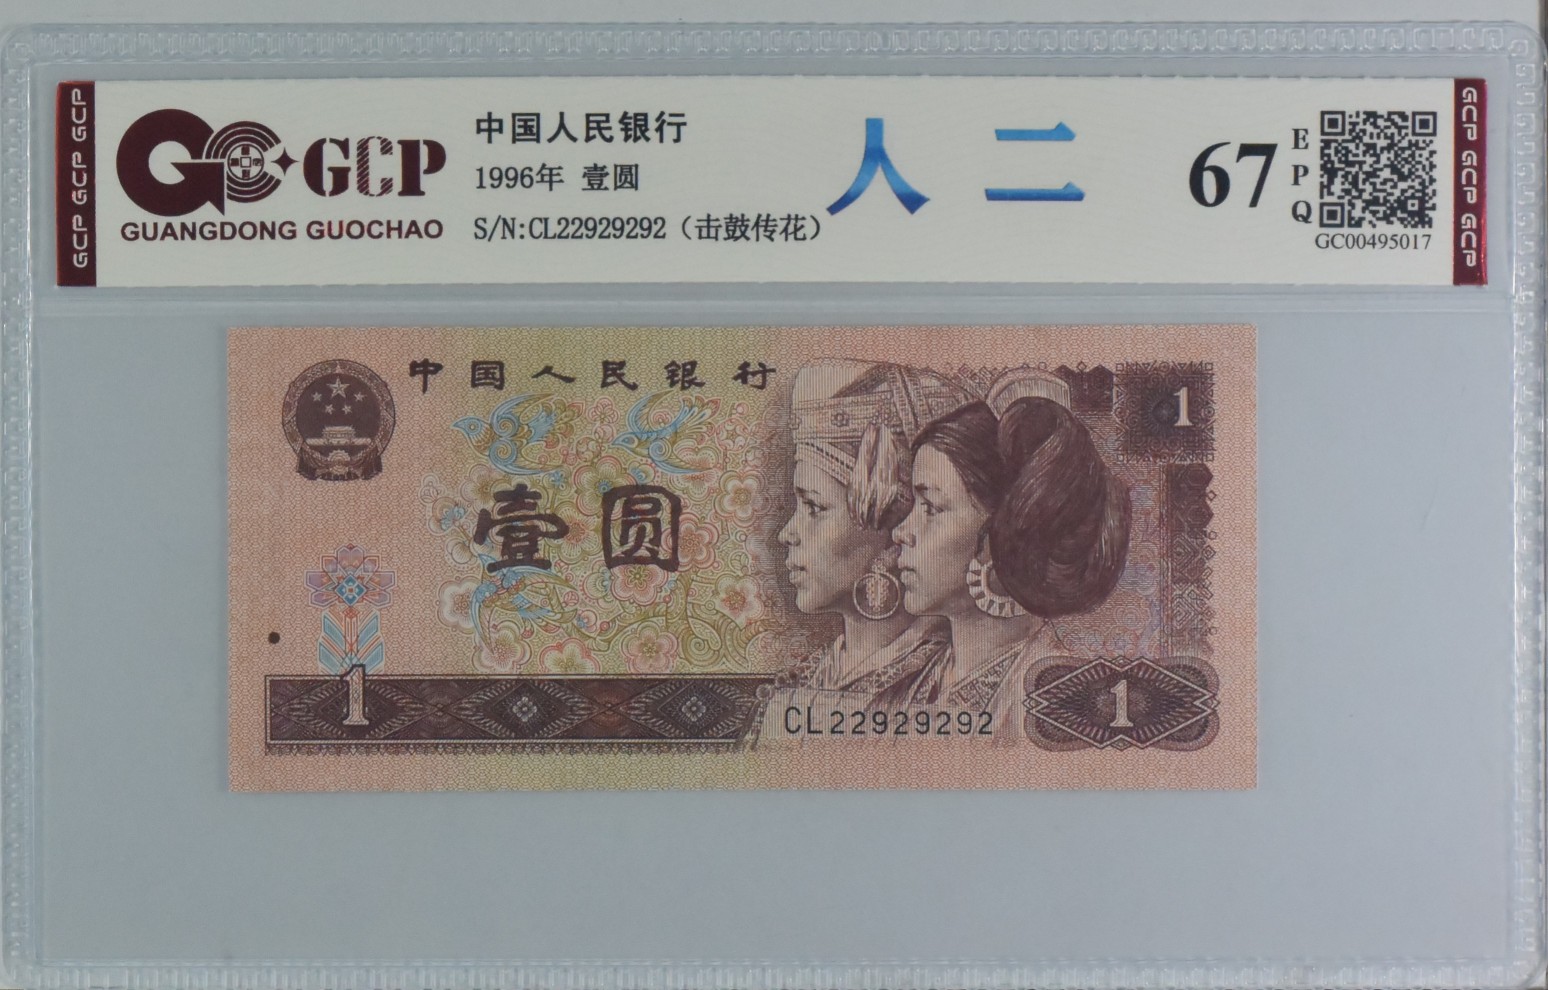 GCP GCP GCP
GCP
GUANGDONG GUOCHAO
中国人民银行
1996年 壹圆
S/N:CL22929292（击鼓传花）
人二
67
EPQ
GC00495017
GCP GCP GCP
中国人民银行
1
壹圆
1
CL22929292
1